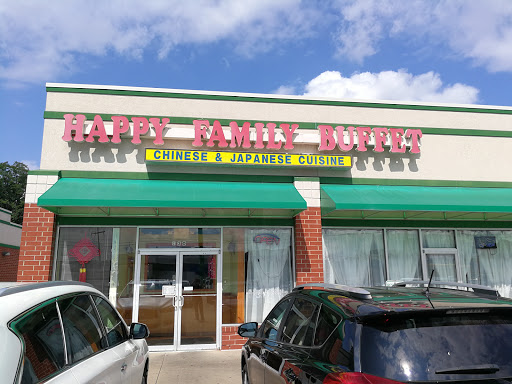 HAPPY FAMILY BUFFET
CHINESE & JAPANESE CUISINE